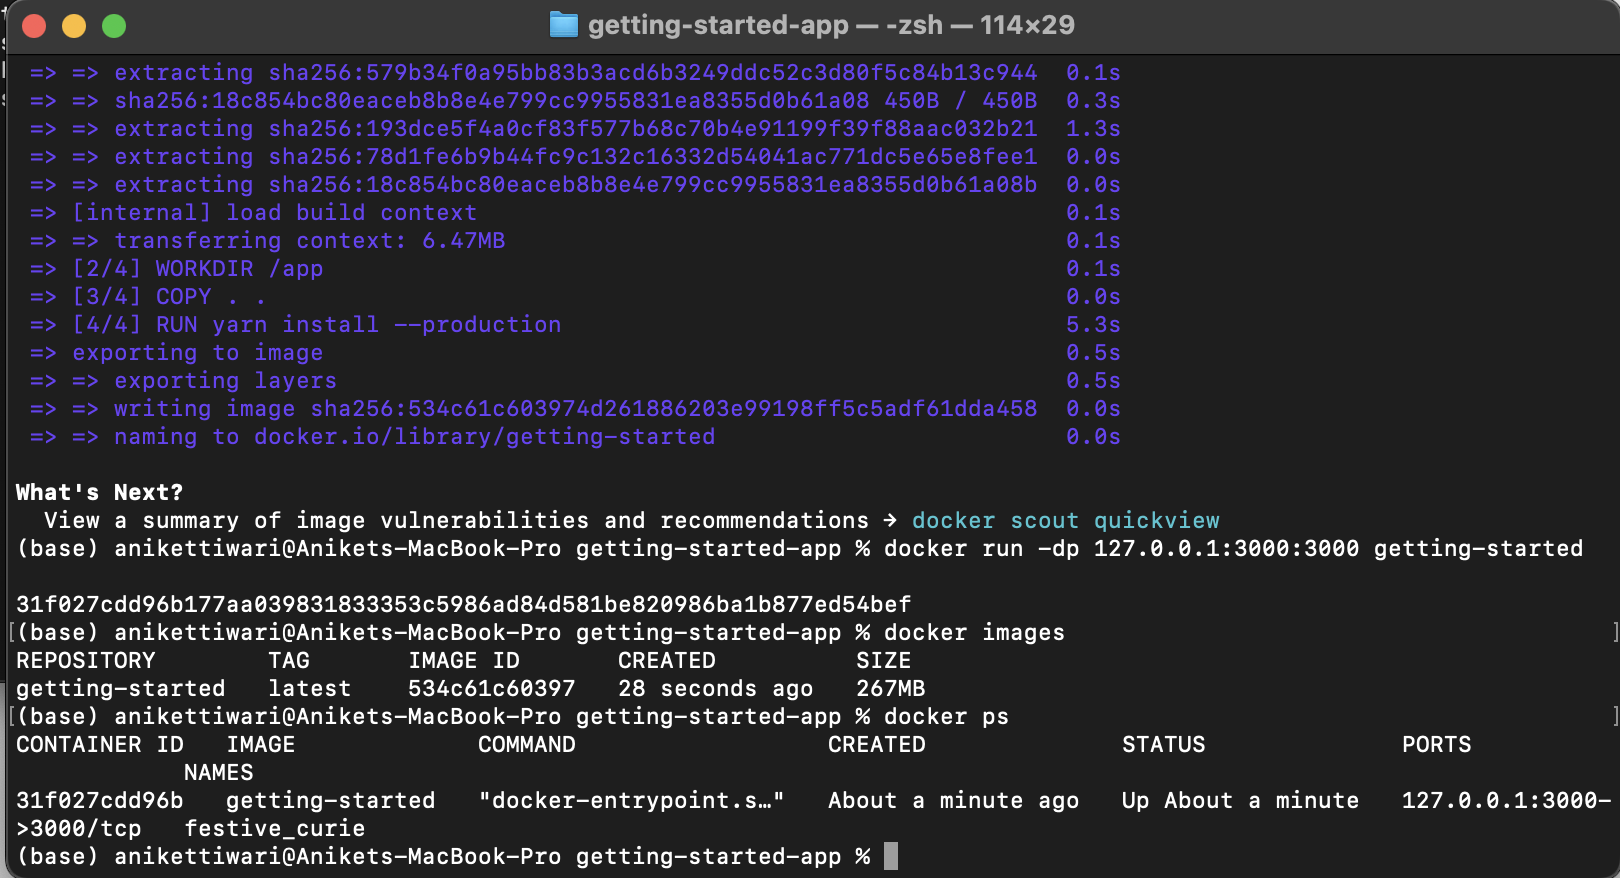 getting-started-app — -zsh — 114×29
=> => extracting sha256:579b34f0a95bb83b3acd6b3249ddc52c3d80f5c84b13c944 0.1s
=> => sha256:18c854bc80eaceb8b8e4e799cc9955831ea8355d0b61a08 450B / 450B 0.3s
=> => extracting sha256:193dce5f4a0cf83f577b68c70b4e91199f39f88aac032b21 1.3s
=> => extracting sha256:78d1fe6b9b44fc9c132c16332d54041ac771dc5e65e8fee1 0.0s
=> => extracting sha256:18c854bc80eaceb8b8e4e799cc9955831ea8355d0b61a08b 0.0s
=> [internal] load build context 0.1s
=> => transferring context: 6.47MB 0.1s
=> [2/4] WORKDIR /app 0.1s
=> [3/4] COPY . . 0.0s
=> [4/4] RUN yarn install --production 5.3s
=> exporting to image 0.5s
=> => exporting layers 0.5s
=> => writing image sha256:534c61c603974d261886203e99198ff5c5adf61dda458 0.0s
=> => naming to docker.io/library/getting-started 0.0s
What's Next?
View a summary of image vulnerabilities and recommendations → docker scout quickview
(base) anikettiwari@Anikets-MacBook-Pro getting-started-app % docker run -dp 127.0.0.1:3000:3000 getting-started
31f027cdd96b177aa039831833353c5986ad84d581be820986ba1b877ed54bef
[(base) anikettiwari@Anikets-MacBook-Pro getting-started-app % docker images ]
REPOSITORY TAG IMAGE ID CREATED SIZE
getting-started latest 534c61c60397 28 seconds ago 267MB
[(base) anikettiwari@Anikets-MacBook-Pro getting-started-app % docker ps ]
CONTAINER ID IMAGE COMMAND CREATED STATUS PORTS
NAMES
31f027cdd96b getting-started "docker-entrypoint.s…" About a minute ago Up About a minute 127.0.0.1:3000-
>3000/tcp festive_curie
(base) anikettiwari@Anikets-MacBook-Pro getting-started-app %